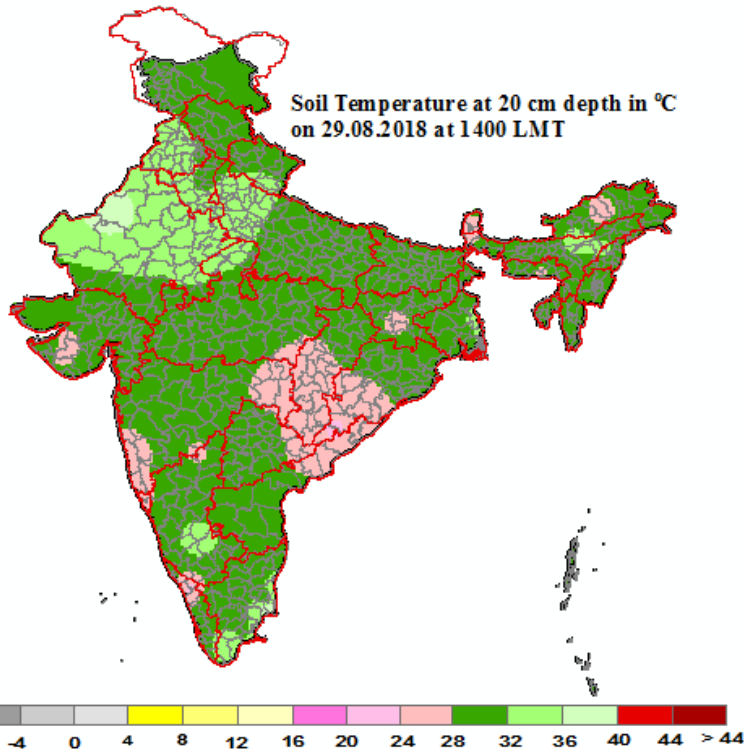 Soil Temperature at 20 cm depth in °C
on 29.08.2018 at 1400 LMT
-4 0 4 8 12 16 20 24 28 32 36 40 44 > 44